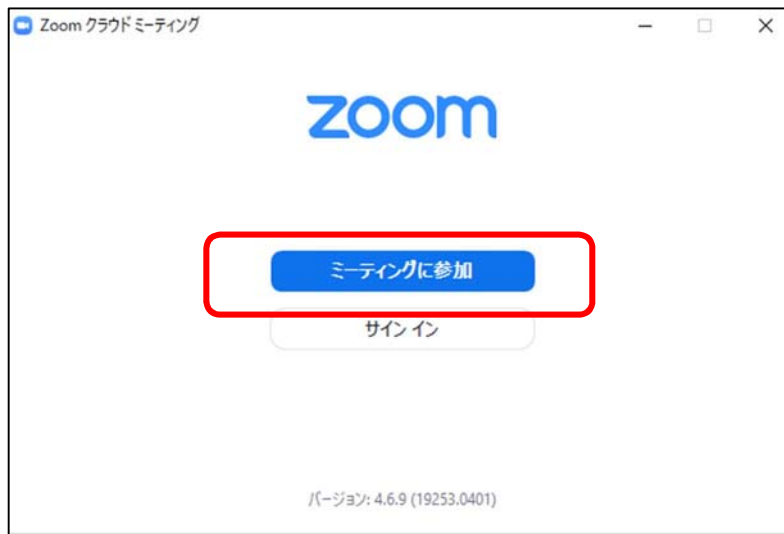 Zoom クラウド ミーティング
zoom
ミーティングに参加
サイン イン
バージョン: 4.6.9 (19253.0401)